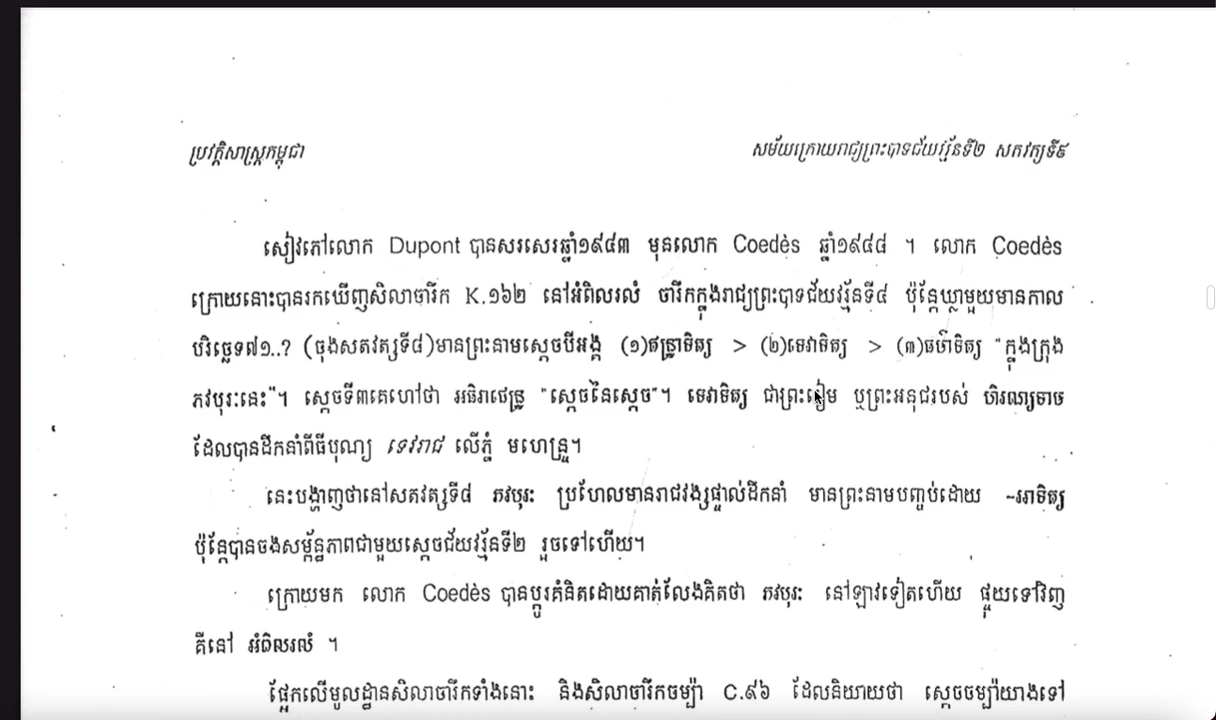 ប្រវត្តិសាស្ត្រកម្ពុជា
សម័យក្រោយរាជ្យព្រះបាទជ័យវរ្ម័នទី២ សតវត្សទី៩
សៀវភៅលោក Dupont បានសរសេរឆ្នាំ១៩៤៣ មុនលោក Coedès ឆ្នាំ១៩៤៨ ។ លោក Coedès
ក្រោយនោះបានរកឃើញសិលាចារឹក K.១៦២ នៅអំពិលរលំ ចារឹកក្នុងរាជ្យព្រះបាទជ័យវរ្ម័នទី៤ ប៉ុន្តែឃ្លាមួយមានកាល
បរិច្ឆេទ៧១..? (ចុងសតវត្សទី៨)មានព្រះនាមស្តេចបីអង្គ (១)ឥន្ទ្រាទិត្យ > (២)ទេវាទិត្យ > (៣)ធម៌ាទិត្យ "ក្នុងក្រុង
ភវបុរៈនេះ"។ ស្តេចទី៣គេហៅថា អធិរាជេន្ទ្រ "ស្តេចនៃស្តេច"។ ទេវាទិត្យ ជាព្រះរៀម ឬព្រះអនុជរបស់ ហិរណ្យទាម
ដែលបានដឹកនាំពីធីបុណ្យ ទេវរាជ លើភ្នំ មហេន្ទ្រ។
នេះបង្ហាញថានៅសតវត្សទី៨ ភវបុរៈ ប្រហែលមានរាជវង្សផ្ទាល់ដឹកនាំ មានព្រះនាមបញ្ចប់ដោយ -អាទិត្យ
ប៉ុន្តែបានចងសម្ព័ន្ធភាពជាមួយស្តេចជ័យវរ្ម័នទី២ រួចទៅហើយ។
ក្រោយមក លោក Coedès បានប្តូរគំនិតដោយគាត់លែងគិតថា ភវបុរៈ នៅឡាវទៀតហើយ ផ្ទុយទៅវិញ
គឺនៅ អំពិលរលំ ។
ផ្អែកលើមូលដ្ឋានសិលាចារឹកទាំងនោះ និងសិលាចារឹកចម្ប៉ា C.៩៦ ដែលនិយាយថា ស្តេចចម្ប៉ាយាងទៅ